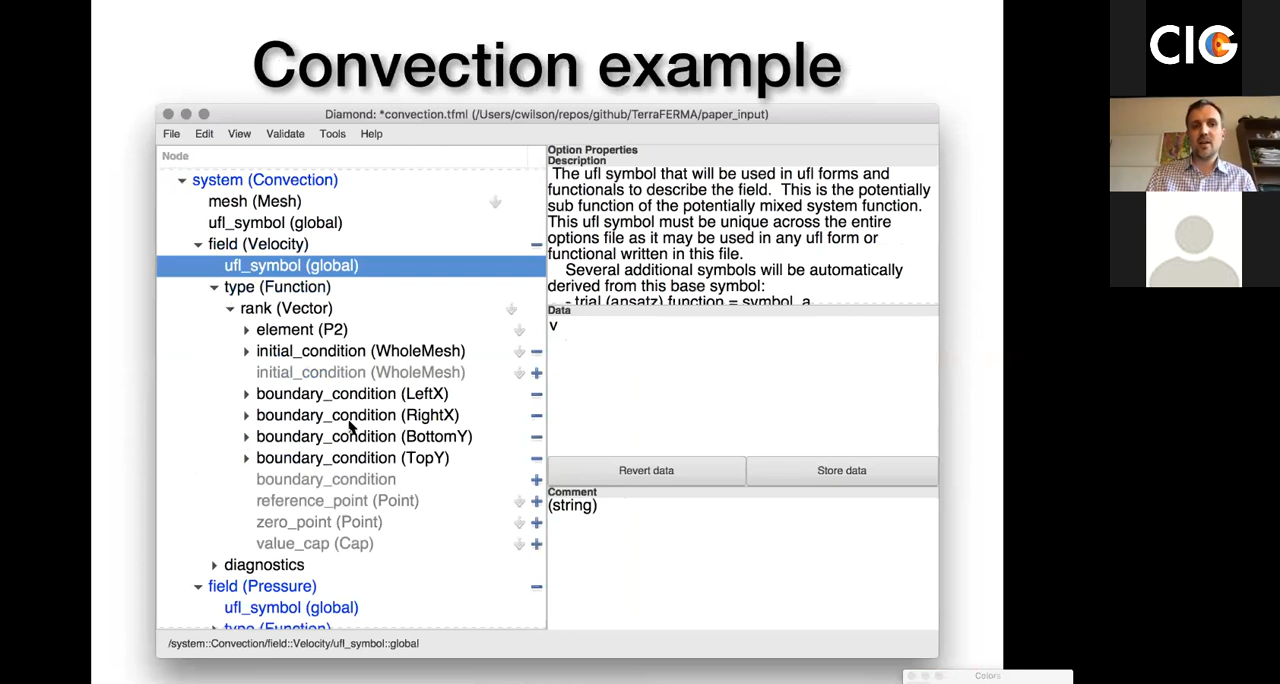 Convection example
CIG
Diamond: *convection.tfml (/Users/cwilson/repos/github/TerraFERMA/paper_input)
File Edit View Validate Tools Help
Node
system (Convection)
mesh (Mesh)
ufl_symbol (global)
field (Velocity)
ufl_symbol (global)
type (Function)
rank (Vector)
element (P2)
initial_condition (WholeMesh)
initial_condition (WholeMesh)
boundary_condition (LeftX)
boundary_condition (RightX)
boundary_condition (BottomY)
boundary_condition (TopY)
boundary_condition
reference_point (Point)
zero_point (Point)
value_cap (Cap)
diagnostics
field (Pressure)
ufl_symbol (global)
type (Function)
Option Properties
Description
The ufl symbol that will be used in ufl forms and
functionals to describe the field. This is the potentially
sub function of the potentially mixed system function.
This ufl symbol must be unique across the entire
options file as it may be used in any ufl form or
functional written in this file.
Several additional symbols will be automatically
derived from this base symbol:
- trial (ansatz) function = symbol_a
Data
v
Revert data
Store data
Comment
(string)
/system::Convection/field::Velocity/ufl_symbol::global
Colors